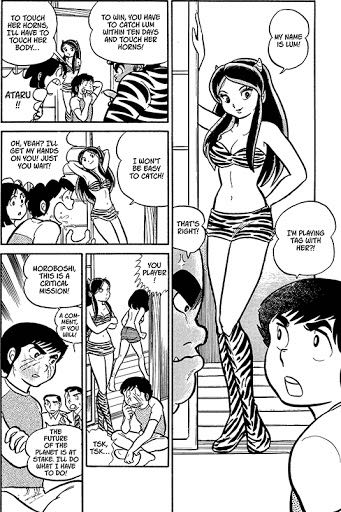 MY NAME
IS LUM!
I'M PLAYING
TAG WITH
HER?!
THAT'S
RIGHT!
TO WIN, YOU HAVE
TO CATCH LUM
WITHIN TEN DAYS
AND TOUCH HER
HORNS!
TO TOUCH
HER HORNS,
I'LL HAVE TO
TOUCH HER
BODY...
ATARU
!!
I WON'T
BE EASY TO
CATCH!
OH, YEAH? I'LL
GET MY HANDS
ON YOU! JUST
YOU WAIT!
YOU
PLAYER
!
TSK,
TSK...
MOROBOSHI,
THIS IS A
CRITICAL
MISSION!
A COM-
MENT,
IF YOU
WILL!
THE
FUTURE
OF THE
PLANET IS AT
STAKE. I'LL DO
WHAT I HAVE
TO DO!